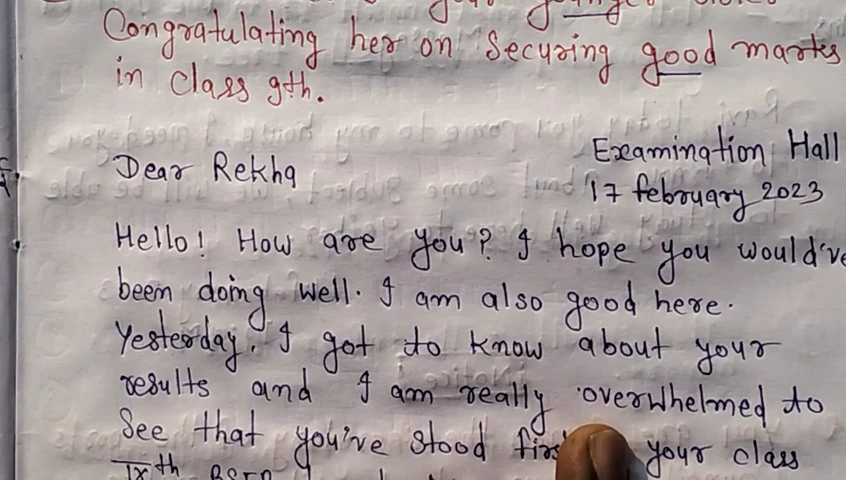 Congratulating her on Securing good marks
in class 9th.
Examination Hall
Dear Rekha
17 february 2023
Hello! How are you? I hope you would've
been doing well. I am also good here.
Yesterday, I got to know about your
results and I am really overwhelmed to
See that you've stood your class
IXth